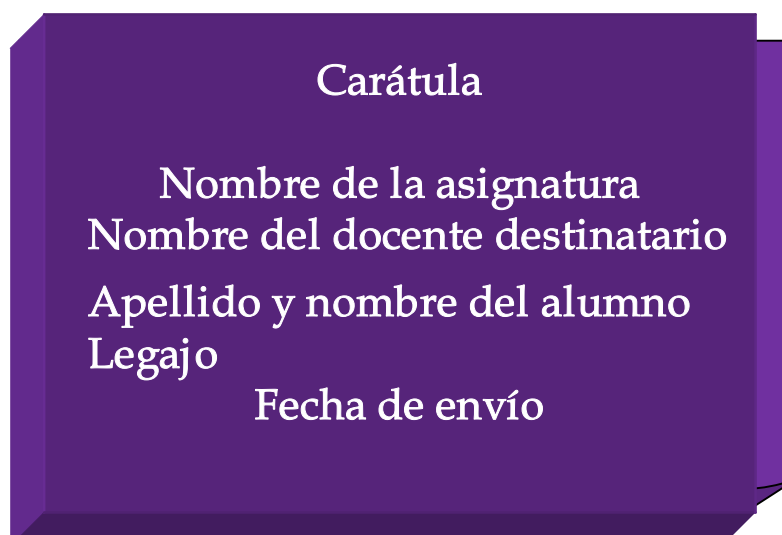 Carátula
Nombre de la asignatura
Nombre del docente destinatario
Apellido y nombre del alumno
Legajo
Fecha de envío